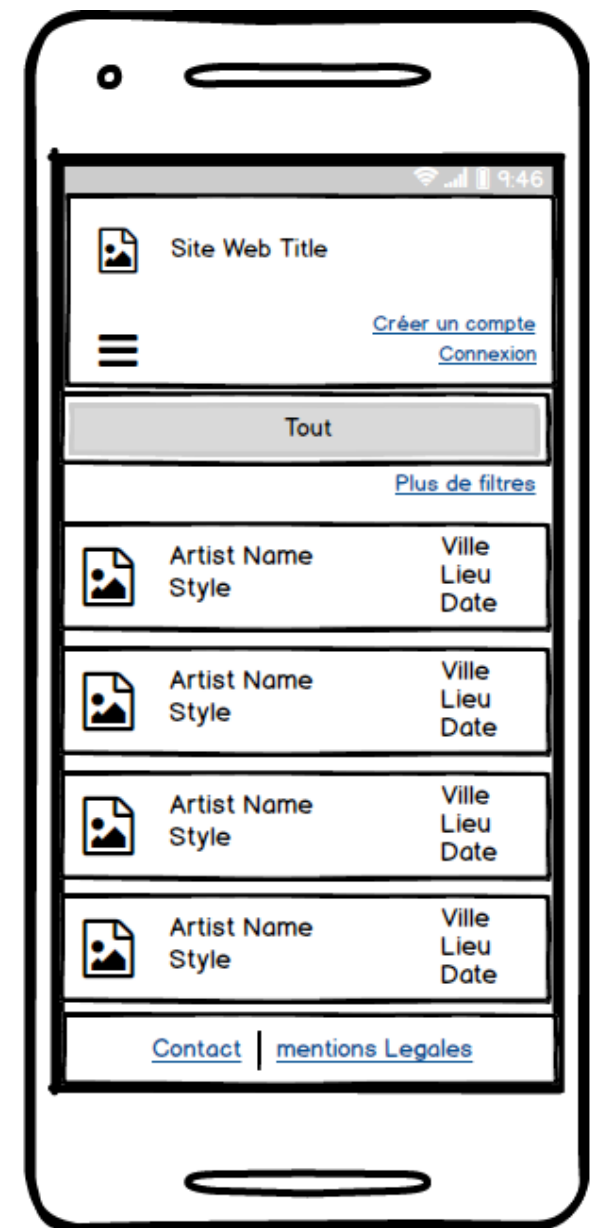 9:46
Site Web Title
Créer un compte
Connexion
Tout
Plus de filtres
Artist Name
Style
Ville
Lieu
Date
Artist Name
Style
Ville
Lieu
Date
Artist Name
Style
Ville
Lieu
Date
Artist Name
Style
Ville
Lieu
Date
Contact | mentions Legales